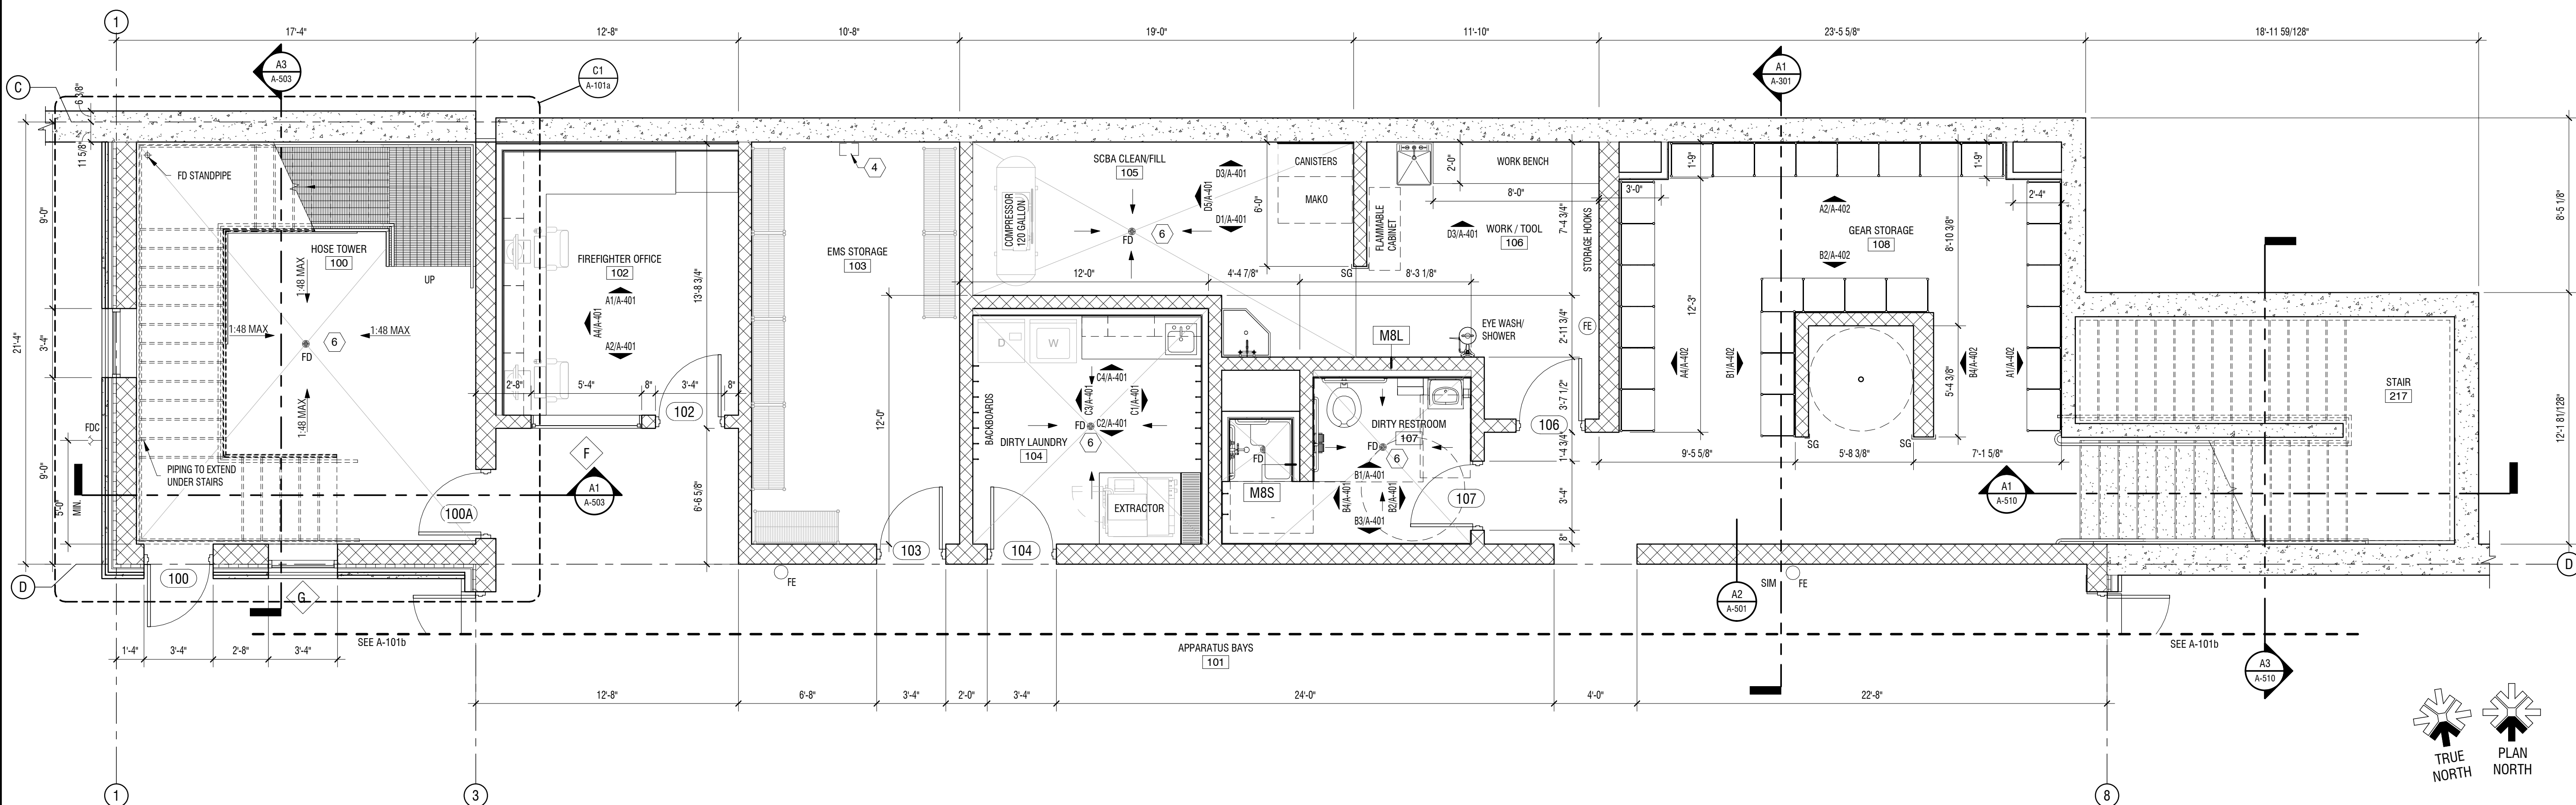 1
17'-4"
12'-8"
10'-8"
19'-0"
11'-10"
23'-5 5/8"
18'-11 59/128"
A3
A-503
C1
A-101a
A1
A-301
C
6 3/8"
11 5/8"
21'-4"
9'-0"
3'-4"
9'-0"
5'-0"
MIN.
FDC
FD STANDPIPE
HOSE TOWER
100
UP
1:48 MAX
1:48 MAX
1:48 MAX
1:48 MAX
FD
6
PIPING TO EXTEND
UNDER STAIRS
100A
100
G
D
F
A1
A-503
FIREFIGHTER OFFICE
102
A1/A-401
A4/A-401
A2/A-401
13'-8 3/4"
2'-8"
5'-4"
8"
3'-4"
8"
102
6'-6 5/8"
4
EMS STORAGE
103
12'-0"
103
FE
COMPRESSOR
120 GALLON
SCBA CLEAN/FILL
105
D3/A-401
D5/A-401
D1/A-401
FD
6
6'-0"
CANISTERS
MAKO
12'-0"
4'-4 7/8"
8'-3 1/8"
SG
FLAMMABLE
CABINET
2'-0"
WORK BENCH
8'-0"
D3/A-401
WORK / TOOL
106
7'-4 3/4"
STORAGE HOOKS
EYE WASH/
SHOWER
2'-11 3/4"
FE
3'-7 1/2"
106
1'-4 3/4"
3'-4"
8"
D
W
BACKBOARDS
C4/A-401
C3/A-401
C1/A-401
C2/A-401
FD
6
DIRTY LAUNDRY
104
EXTRACTOR
104
M8L
M8S
FD
DIRTY RESTROOM
107
FD
6
B1/A-401
B4/A-401
B2/A-401
B3/A-401
107
3'-0"
1'-9"
1'-9"
2'-4"
A2/A-402
GEAR STORAGE
108
B2/A-402
8'-10 3/8"
12'-3"
A4/A-402
B1/A-402
B4/A-402
A1/A-402
5'-4 3/8"
SG
SG
9'-5 5/8"
5'-8 3/8"
7'-1 5/8"
A1
A-510
STAIR
217
8'-5 1/8"
12'-1 81/128"
D
A2
A-501
SIM
FE
SEE A-101b
APPARATUS BAYS
101
SEE A-101b
A3
A-510
1'-4"
3'-4"
2'-8"
3'-4"
12'-8"
6'-8"
3'-4"
2'-0"
3'-4"
24'-0"
4'-0"
22'-8"
TRUE
NORTH
PLAN
NORTH
1
3
8